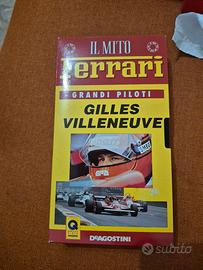 IL MITO
Ferrari
GRANDI PILOTI
GILLES
VILLENEUVE
Q
DEAGOSTINI
subito